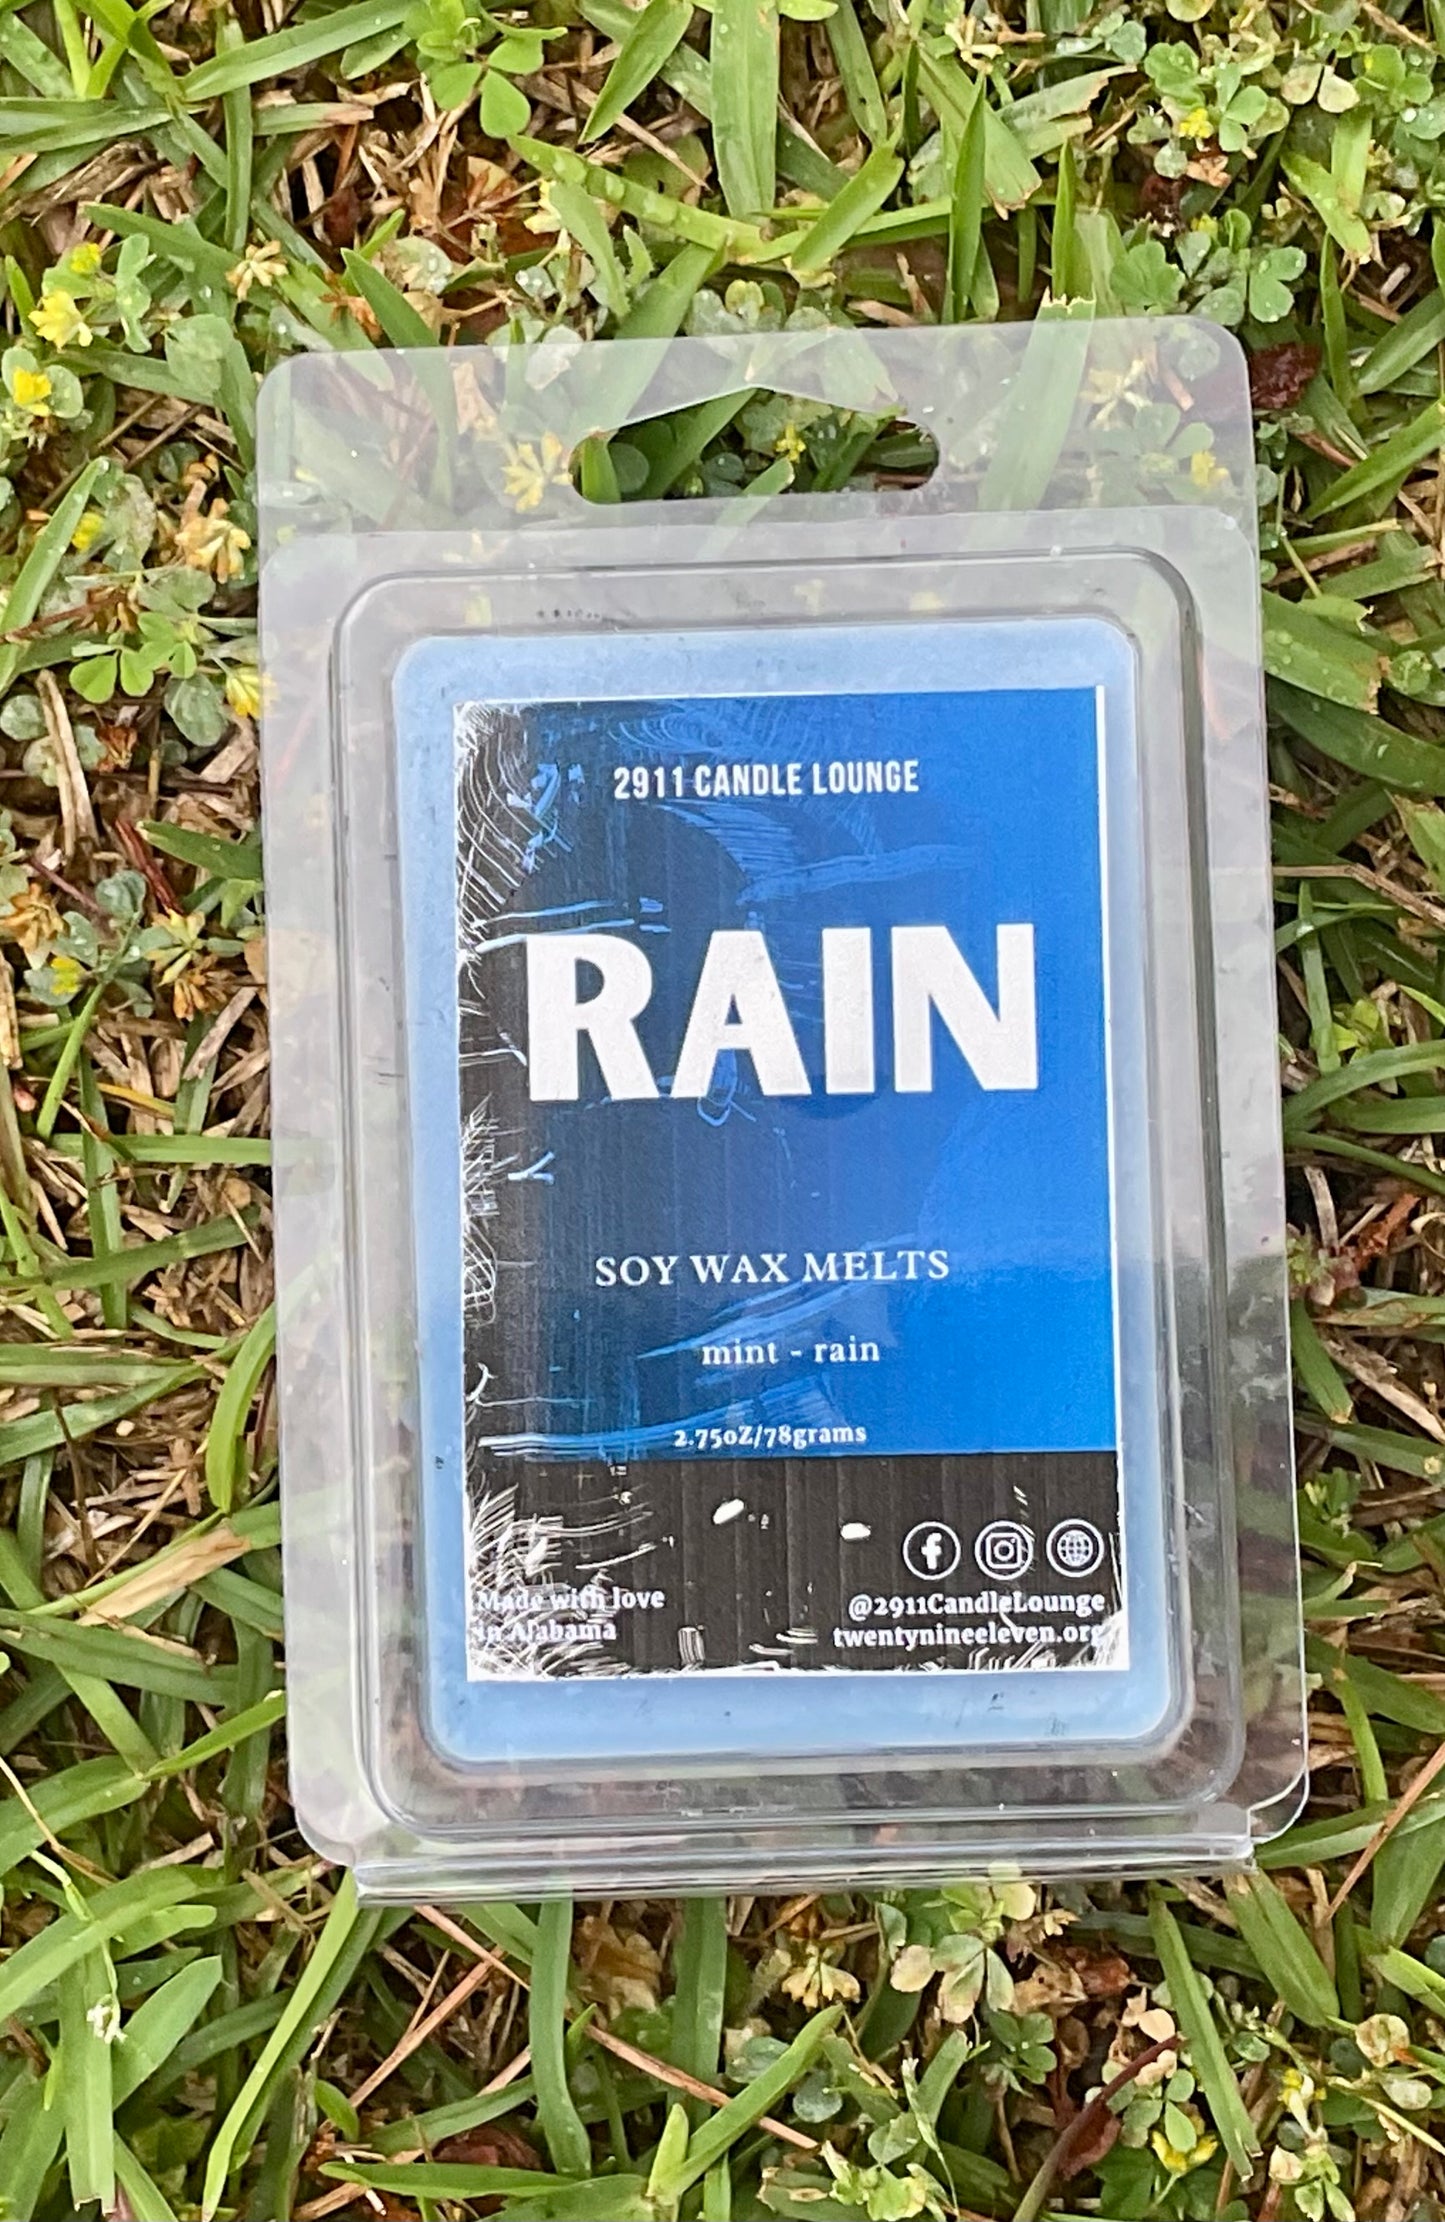 2911 CANDLE LOUNGE
RAIN
SOY WAX MELTS
mint - rain
2.75oZ/78grams
Made with love
in Alabama
@2911CandleLounge
twentynineeleven.org